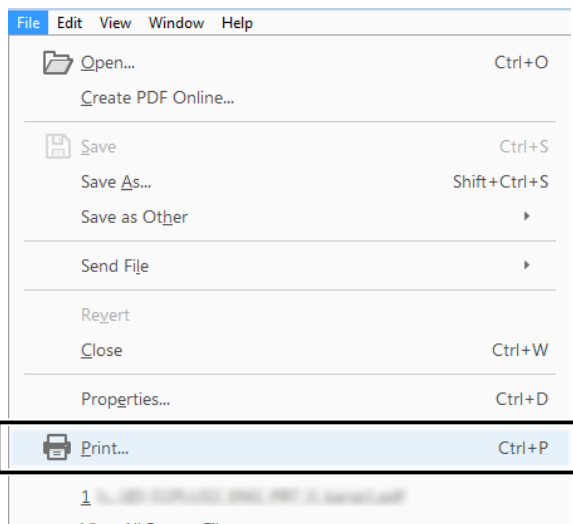 File Edit View Window Help
Open... Ctrl+O
Create PDF Online...
Save Ctrl+S
Save As... Shift+Ctrl+S
Save as Other
Send File
Revert
Close Ctrl+W
Properties... Ctrl+D
Print... Ctrl+P
1